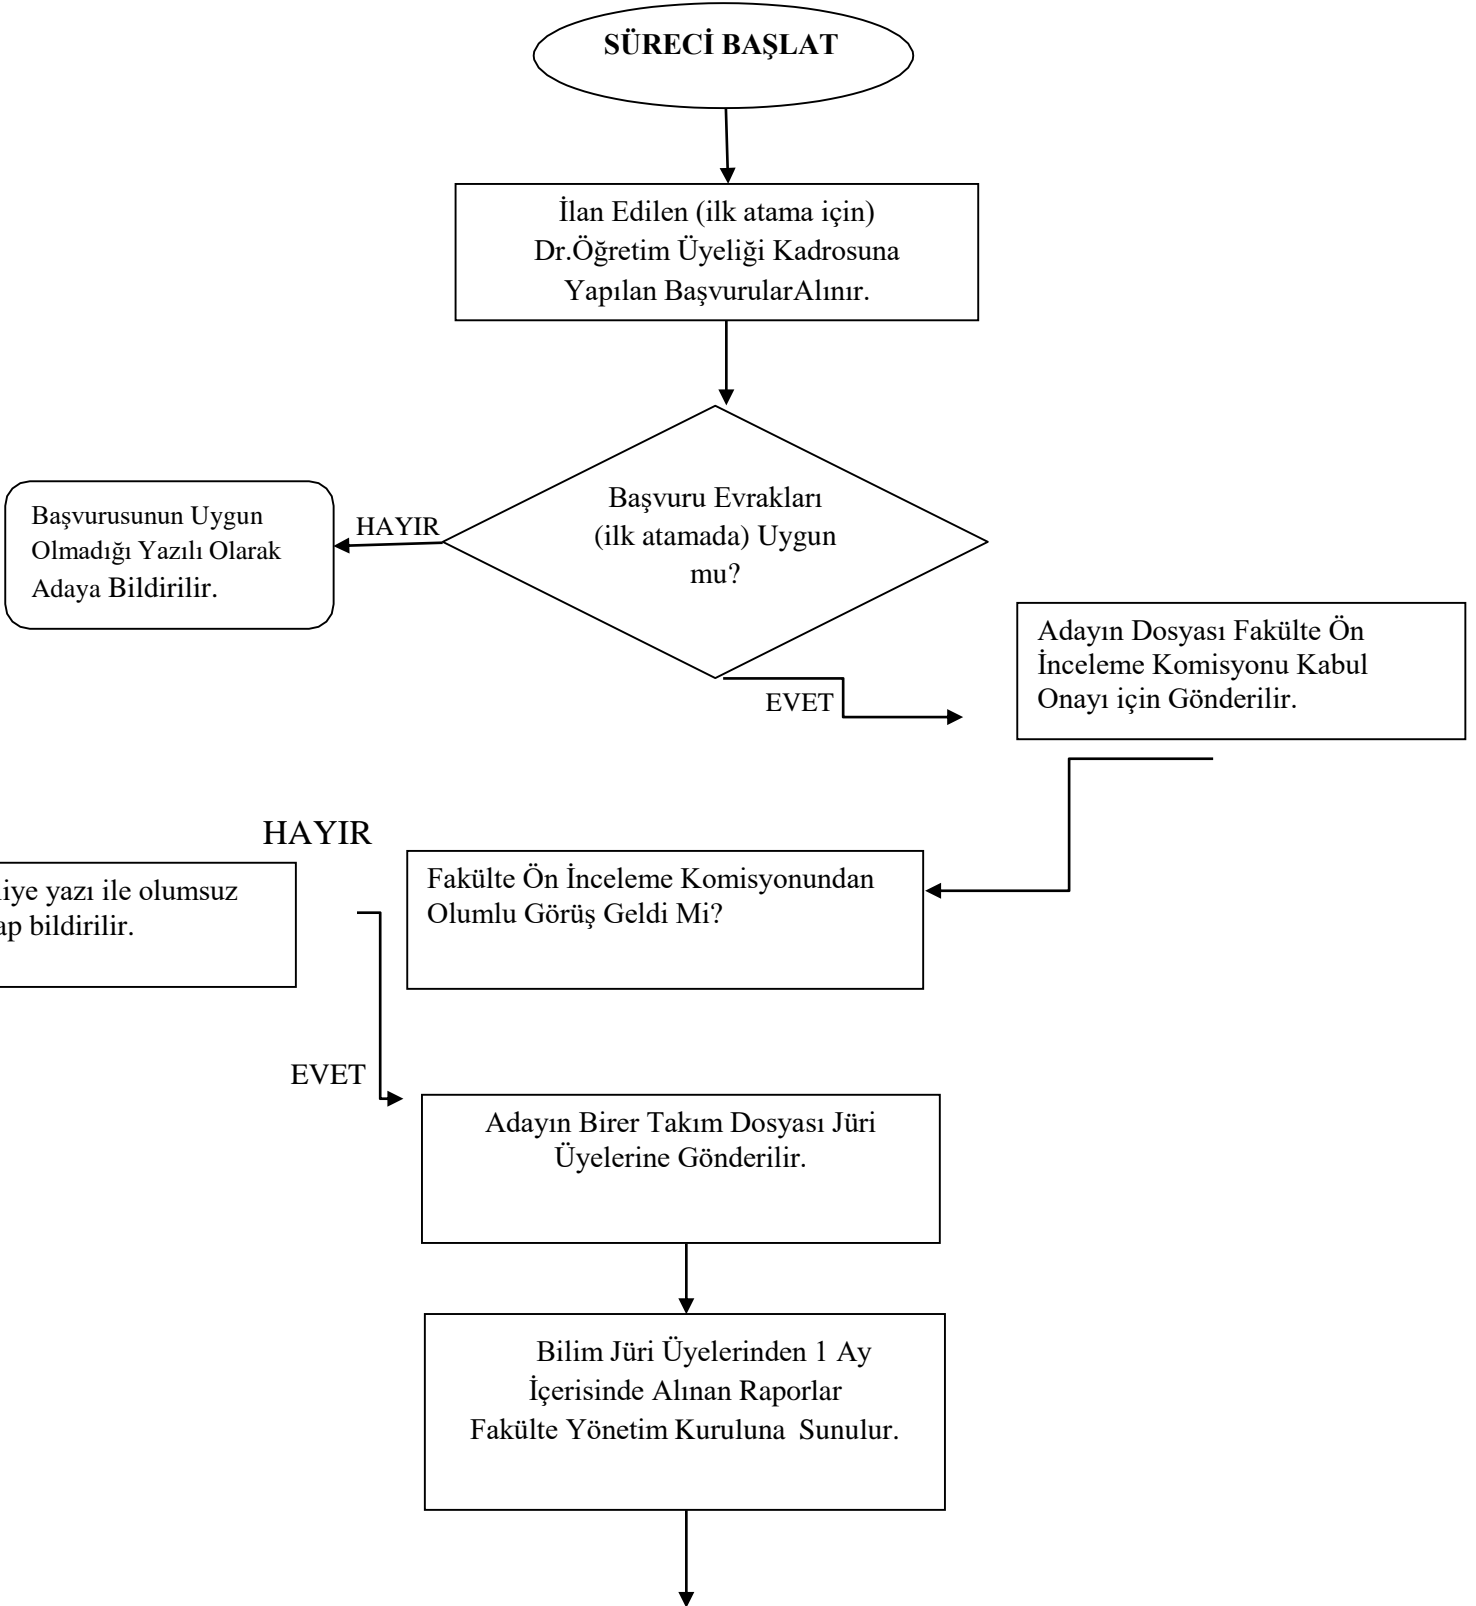 SÜRECİ BAŞLAT
İlan Edilen (ilk atama için)
Dr.Öğretim Üyeliği Kadrosuna
Yapılan BaşvurularAlınır.
Başvuru Evrakları
(ilk atamada) Uygun
mu?
HAYIR
Başvurusunun Uygun
Olmadığı Yazılı Olarak
Adaya Bildirilir.
EVET
Adayın Dosyası Fakülte Ön
İnceleme Komisyonu Kabul
Onayı için Gönderilir.
HAYIR
Fakülte Ön İnceleme Komisyonundan
Olumlu Görüş Geldi Mi?
yazı ile olumsuz
bildirilir.
EVET
Adayın Birer Takım Dosyası Jüri
Üyelerine Gönderilir.
Bilim Jüri Üyelerinden 1 Ay
İçerisinde Alınan Raporlar
Fakülte Yönetim Kuruluna Sunulur.